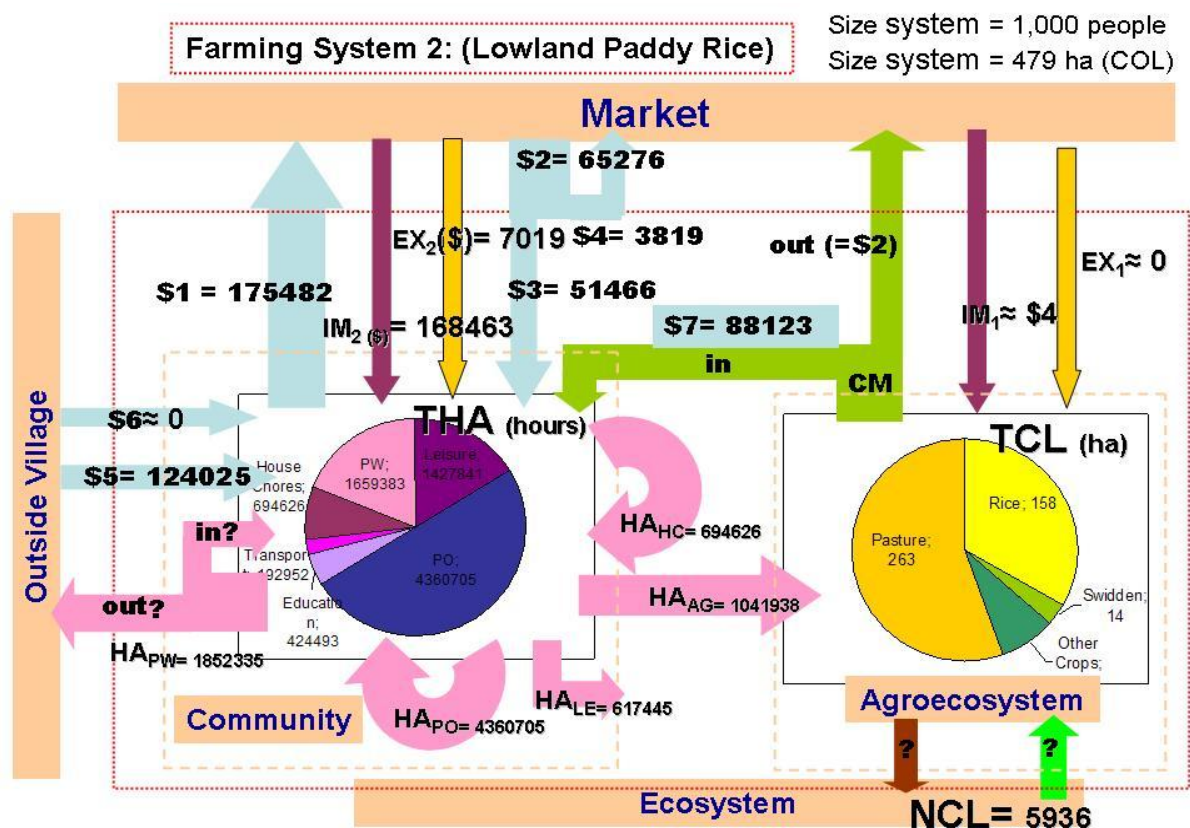 Farming System 2: (Lowland Paddy Rice)
Size system = 1,000 people
Size system = 479 ha (COL)
Market
$2= 65276
EX2($)= 7019
$4= 3819
out (=$2)
EX1≈ 0
$1 = 175482
$3= 51466
IM2 ($)= 168463
$7= 88123
IM1≈ $4
in
CM
Outside Village
$6≈ 0
$5= 124025
THA (hours)
TCL (ha)
PW;
1659383
Leisure;
1427841
House
Chores;
694626
PO;
4360705
Transpor
t; 192952
Educatio
n;
424493
in?
out?
HAPW= 1852335
HAHC= 694626
HAAG= 1041938
HALE= 617445
HAPO= 4360705
Community
Rice; 158
Pasture;
263
Swidden;
14
Other
Crops;
Agroecosystem
?
?
Ecosystem
NCL= 5936